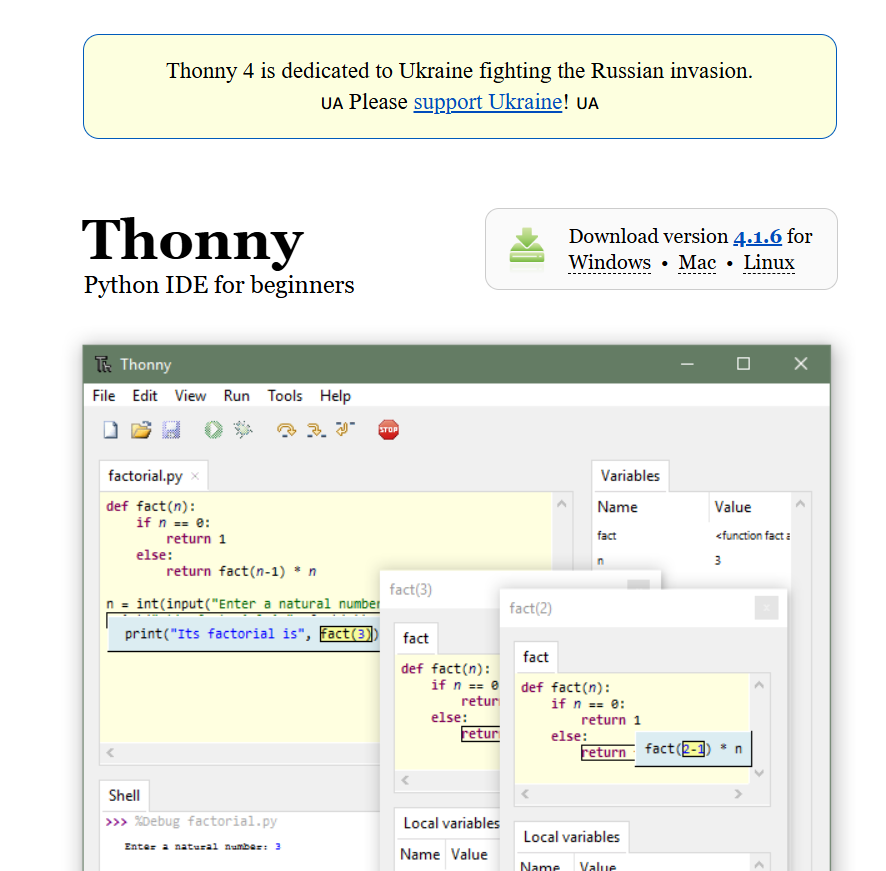 Thonny 4 is dedicated to Ukraine fighting the Russian invasion.
UA Please support Ukraine! UA
Thonny
Python IDE for beginners
Download version 4.1.6 for
Windows • Mac • Linux
Th Thonny
File Edit View Run Tools Help
STOP
factorial.py ×
def fact(n):
    if n == 0:
        return 1
    else:
        return fact(n-1) * n
n = int(input("Enter a natural number
print("Its factorial is", fact(3))
Variables
Name Value
fact <function fact a
n 3
fact(3)
fact
def fact(n):
    if n == 0
        retur
    else:
        retur
Local variables
Name Value
fact(2)
fact
def fact(n):
    if n == 0:
        return 1
    else:
        return fact(2-1) * n
Local variables
Name Value
Shell
>>> %Debug factorial.py
Enter a natural number: 3